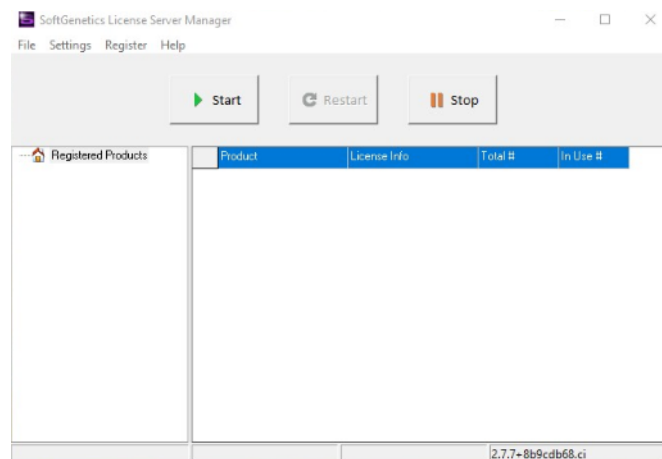 SoftGenetics License Server Manager
File Settings Register Help
Start Restart Stop
Registered Products Product License Info Total # In Use #
2.7.7+8b9cdb68.ci